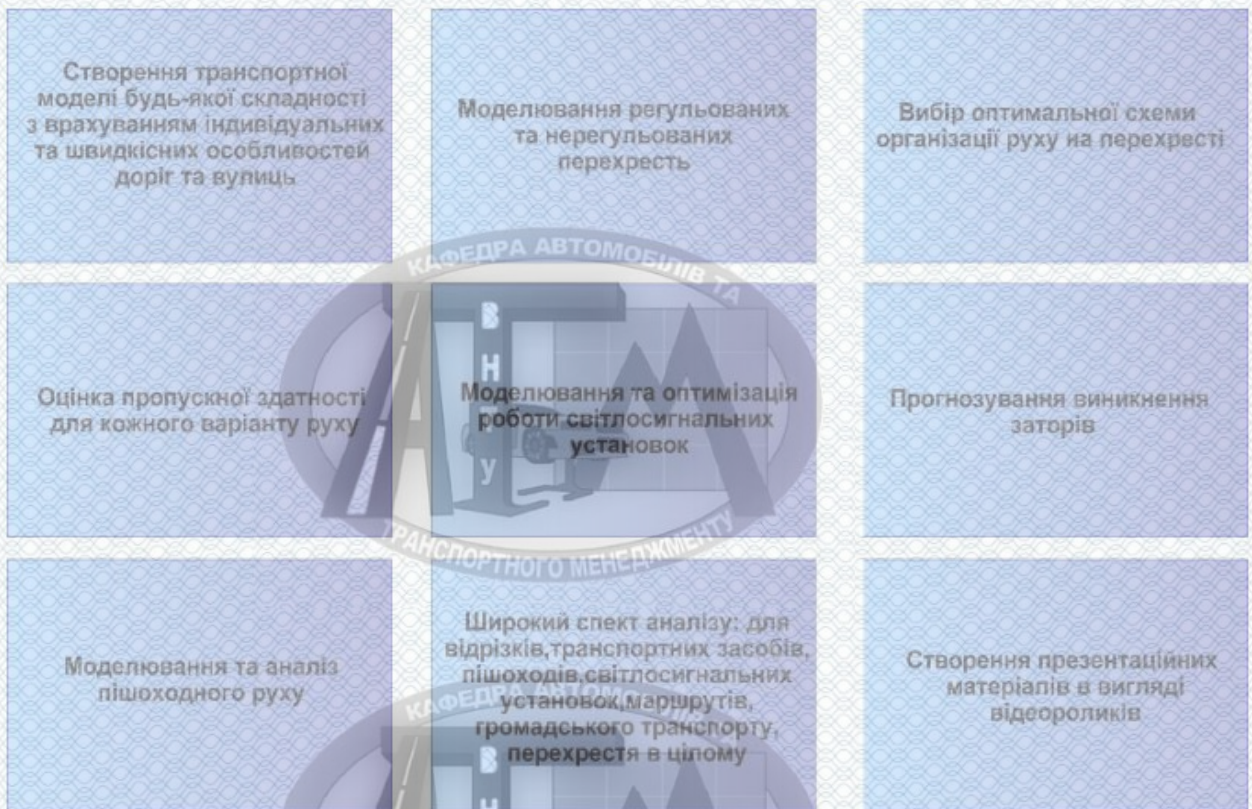 Створення транспортної
моделі будь-якої складності
з врахуванням індивідуальних
та швидкісних особливостей
доріг та вулиць
Моделювання регульованих
та нерегульованих
перехресть
Вибір оптимальної схеми
організації руху на перехресті
КАФЕДРА АВТОМОБІЛІВ ТА
Оцінка пропускної здатності
для кожного варіанту руху
В
Н
У
Моделювання та оптимізація
роботи світлосигнальних
установок
Прогнозування виникнення
заторів
ТРАНСПОРТНОГО МЕНЕДЖМЕНТУ
Моделювання та аналіз
пішоходного руху
Широкий спект аналізу: для
відрізків,транспортних засобів,
пішоходів,світлосигнальних
установок,маршрутів,
громадського транспорту,
перехрестя в цілому
Створення презентаційних
матеріалів в вигляді
відеороликів
КАФЕДРА АВТОМОБІЛІВ
В
Н